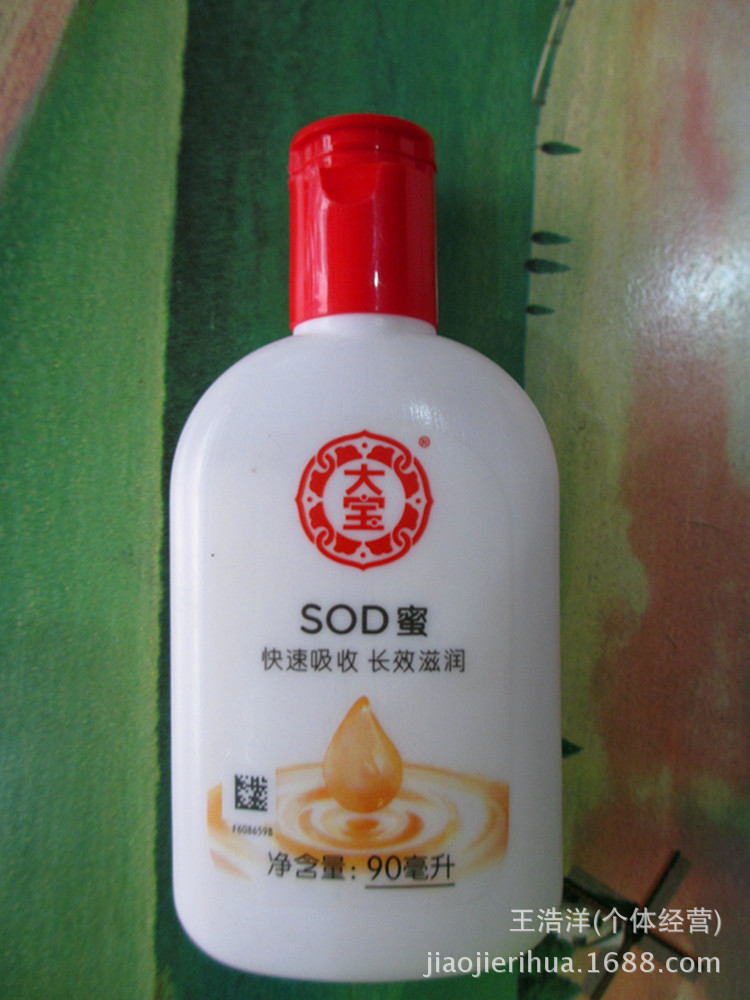 大宝®
SOD蜜
快速吸收 长效滋润
F6086598
净含量：90毫升
王浩洋(个体经营)
jiaojierihua.1688.com